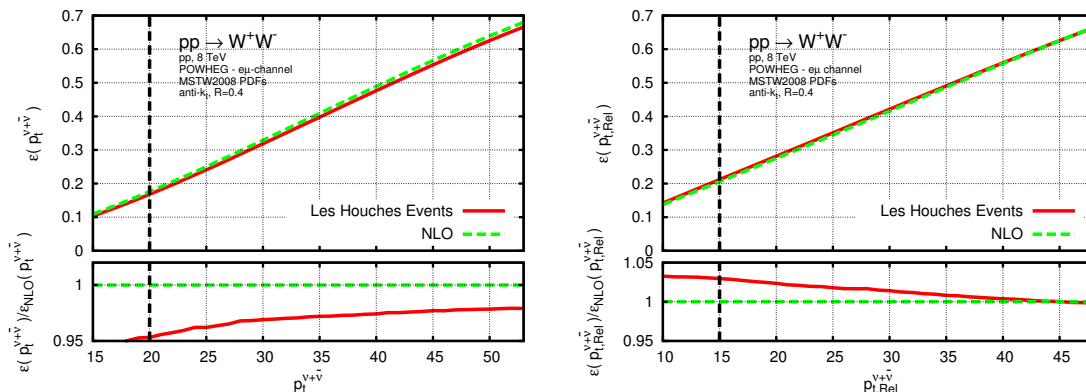 0.7
0.6
0.5
0.4
0.3
0.2
0.1
0
ε( p_t^{ν+ν̄})
pp → W⁺W⁻
pp, 8 TeV
POWHEG - eμ-channel
MSTW2008 PDFs
anti-kₜ, R=0.4
Les Houches Events
NLO
1
0.95
ε( p_t^{ν+ν̄})/ε_NLO( p_t^{ν+ν̄})
15 20 25 30 35 40 45 50
p_t^{ν+ν̄}
0.7
0.6
0.5
0.4
0.3
0.2
0.1
0
ε( p_{t,Rel}^{ν+ν̄})
pp → W⁺W⁻
pp, 8 TeV
POWHEG - eμ-channel
MSTW2008 PDFs
anti-kₜ, R=0.4
Les Houches Events
NLO
1.05
1
0.95
ε( p_{t,Rel}^{ν+ν̄})/ε_NLO( p_{t,Rel}^{ν+ν̄})
10 15 20 25 30 35 40 45
p_{t,Rel}^{ν+ν̄}